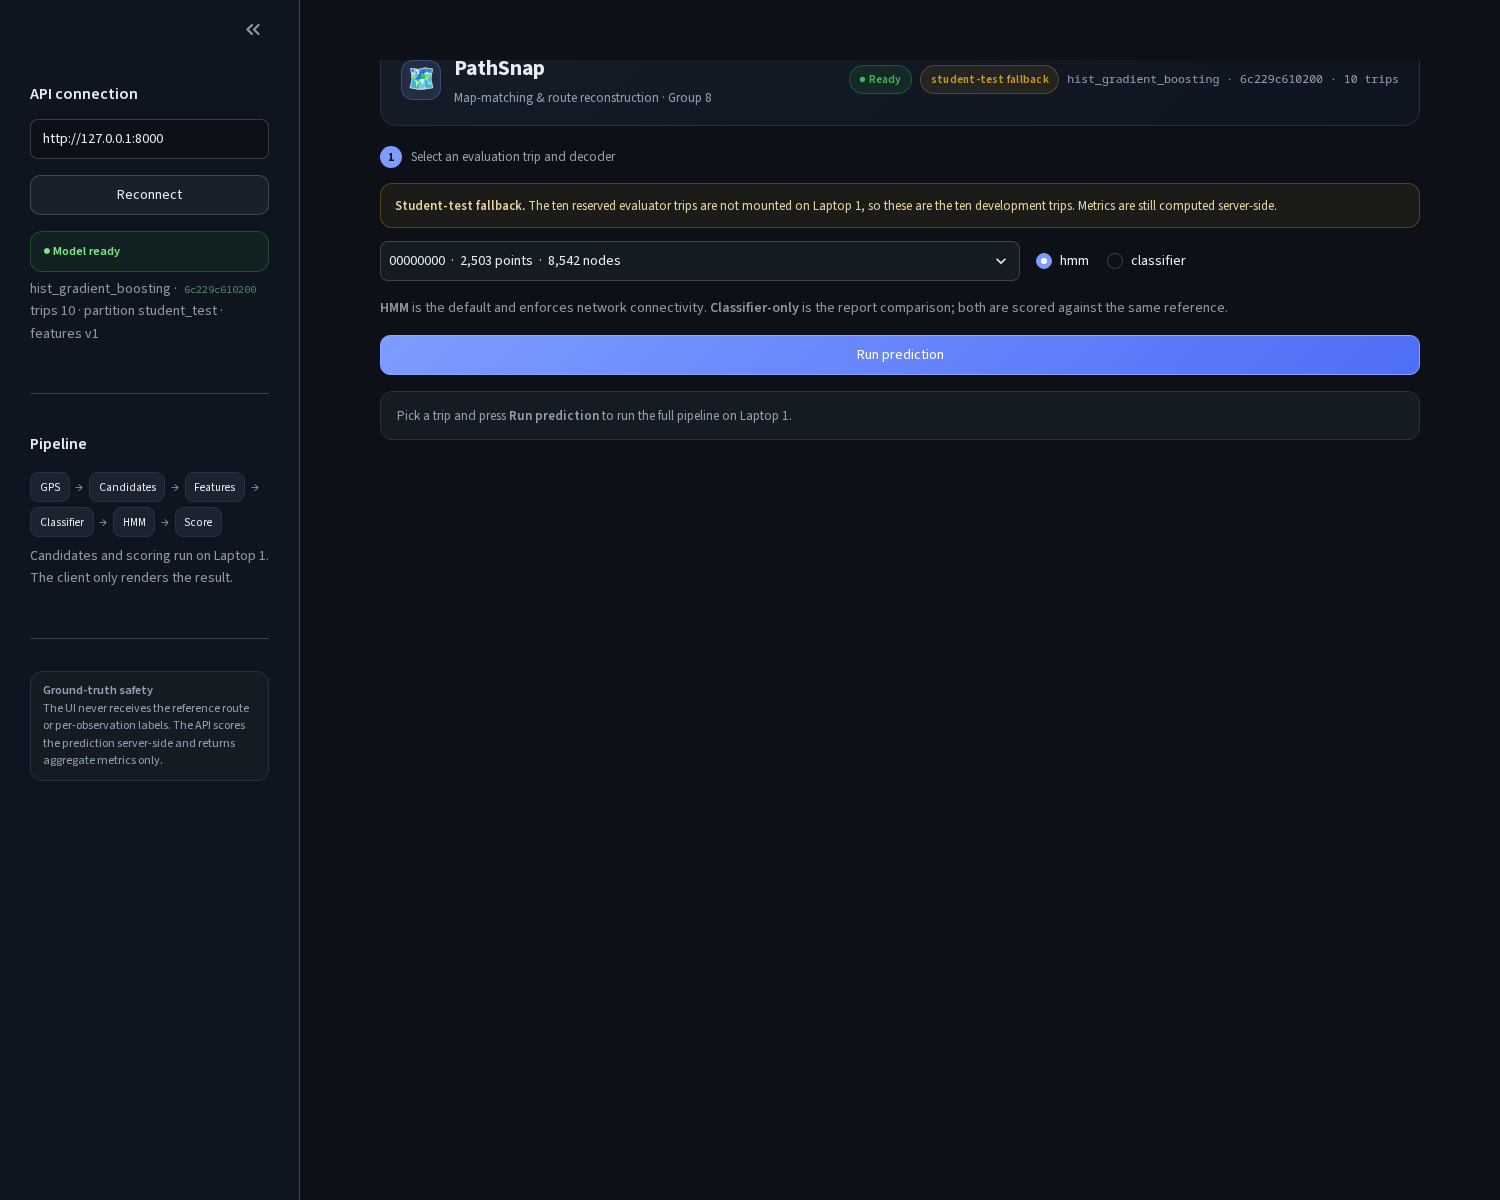 API connection
http://127.0.0.1:8000
Reconnect
Model ready
hist_gradient_boosting · 6c229c610200
trips 10 · partition student_test ·
features v1
Pipeline
GPS → Candidates → Features →
Classifier → HMM → Score
Candidates and scoring run on Laptop 1.
The client only renders the result.
Ground-truth safety
The UI never receives the reference route
or per-observation labels. The API scores
the prediction server-side and returns
aggregate metrics only.
PathSnap
Map-matching & route reconstruction · Group 8
Ready
student-test fallback
hist_gradient_boosting · 6c229c610200 · 10 trips
1 Select an evaluation trip and decoder
Student-test fallback. The ten reserved evaluator trips are not mounted on Laptop 1, so these are the ten development trips. Metrics are still computed server-side.
00000000 · 2,503 points · 8,542 nodes
hmm
classifier
HMM is the default and enforces network connectivity. Classifier-only is the report comparison; both are scored against the same reference.
Run prediction
Pick a trip and press Run prediction to run the full pipeline on Laptop 1.